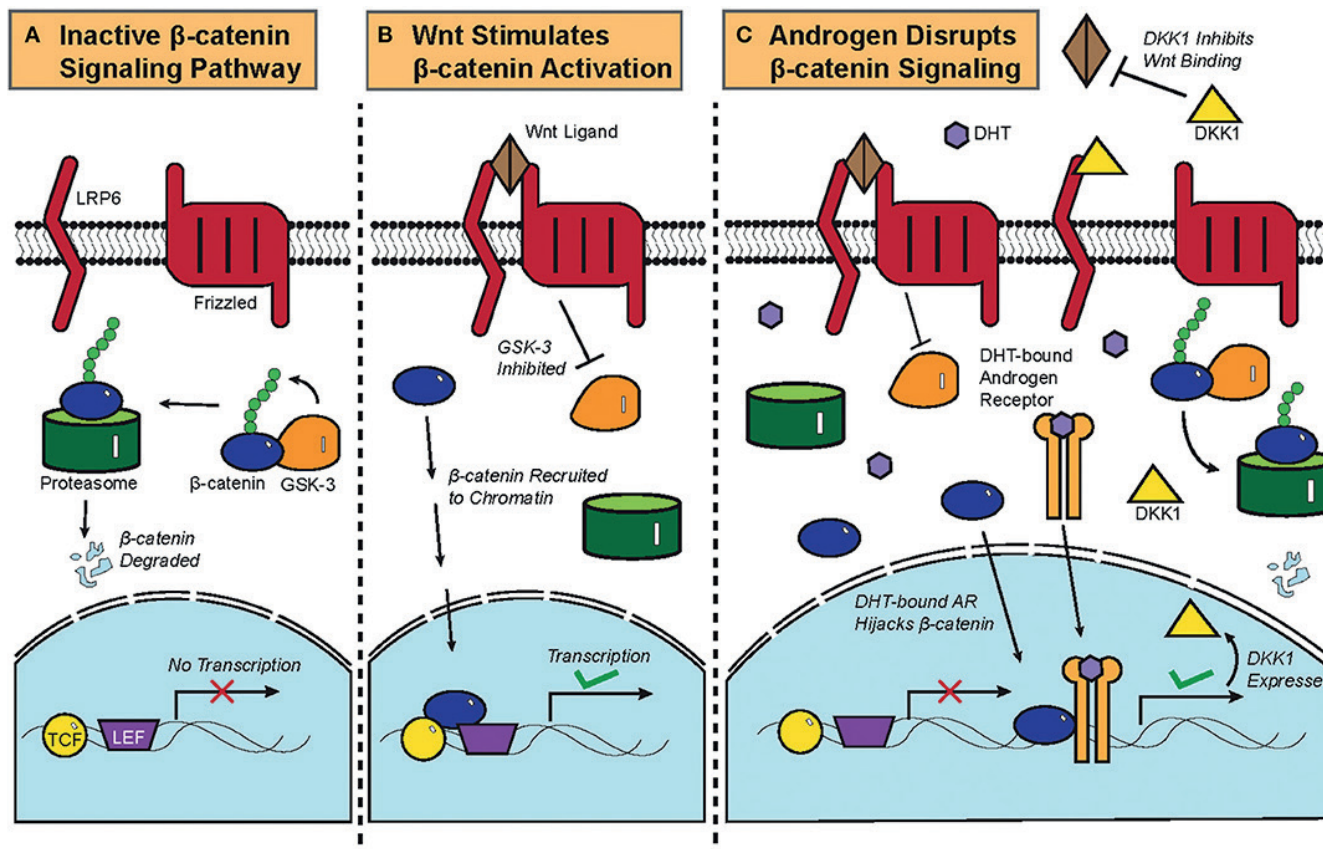 A Inactive β-catenin
Signaling Pathway
LRP6
Frizzled
Proteasome
β-catenin
GSK-3
β-catenin
Degraded
No Transcription
TCF
LEF
B Wnt Stimulates
β-catenin Activation
Wnt Ligand
GSK-3
Inhibited
β-catenin Recruited
to Chromatin
Transcription
C Androgen Disrupts
β-catenin Signaling
DKK1 Inhibits
Wnt Binding
DHT
DKK1
DHT-bound
Androgen
Receptor
DKK1
DHT-bound AR
Hijacks β-catenin
DKK1
Expresse